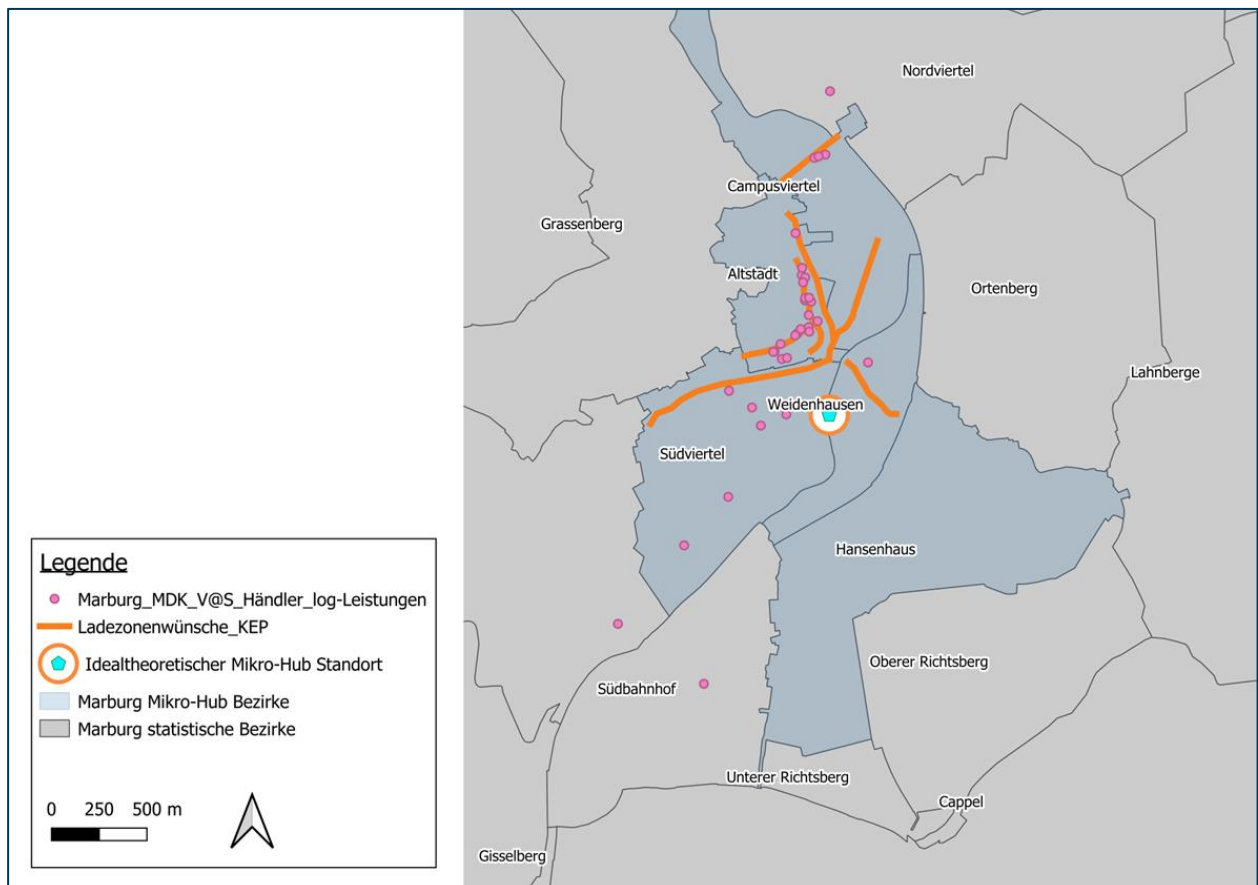 Nordviertel
Campusviertel
Grassenberg
Altstadt
Ortenberg
Lahnberge
Weidenhausen
Südviertel
Hansenhaus
Oberer Richtsberg
Südbahnhof
Unterer Richtsberg
Cappel
Gisselberg
Legende
Marburg_MDK_V@S_Händler_log-Leistungen
Ladezonenwünsche_KEP
Idealtheoretischer Mikro-Hub Standort
Marburg Mikro-Hub Bezirke
Marburg statistische Bezirke
0 250 500 m